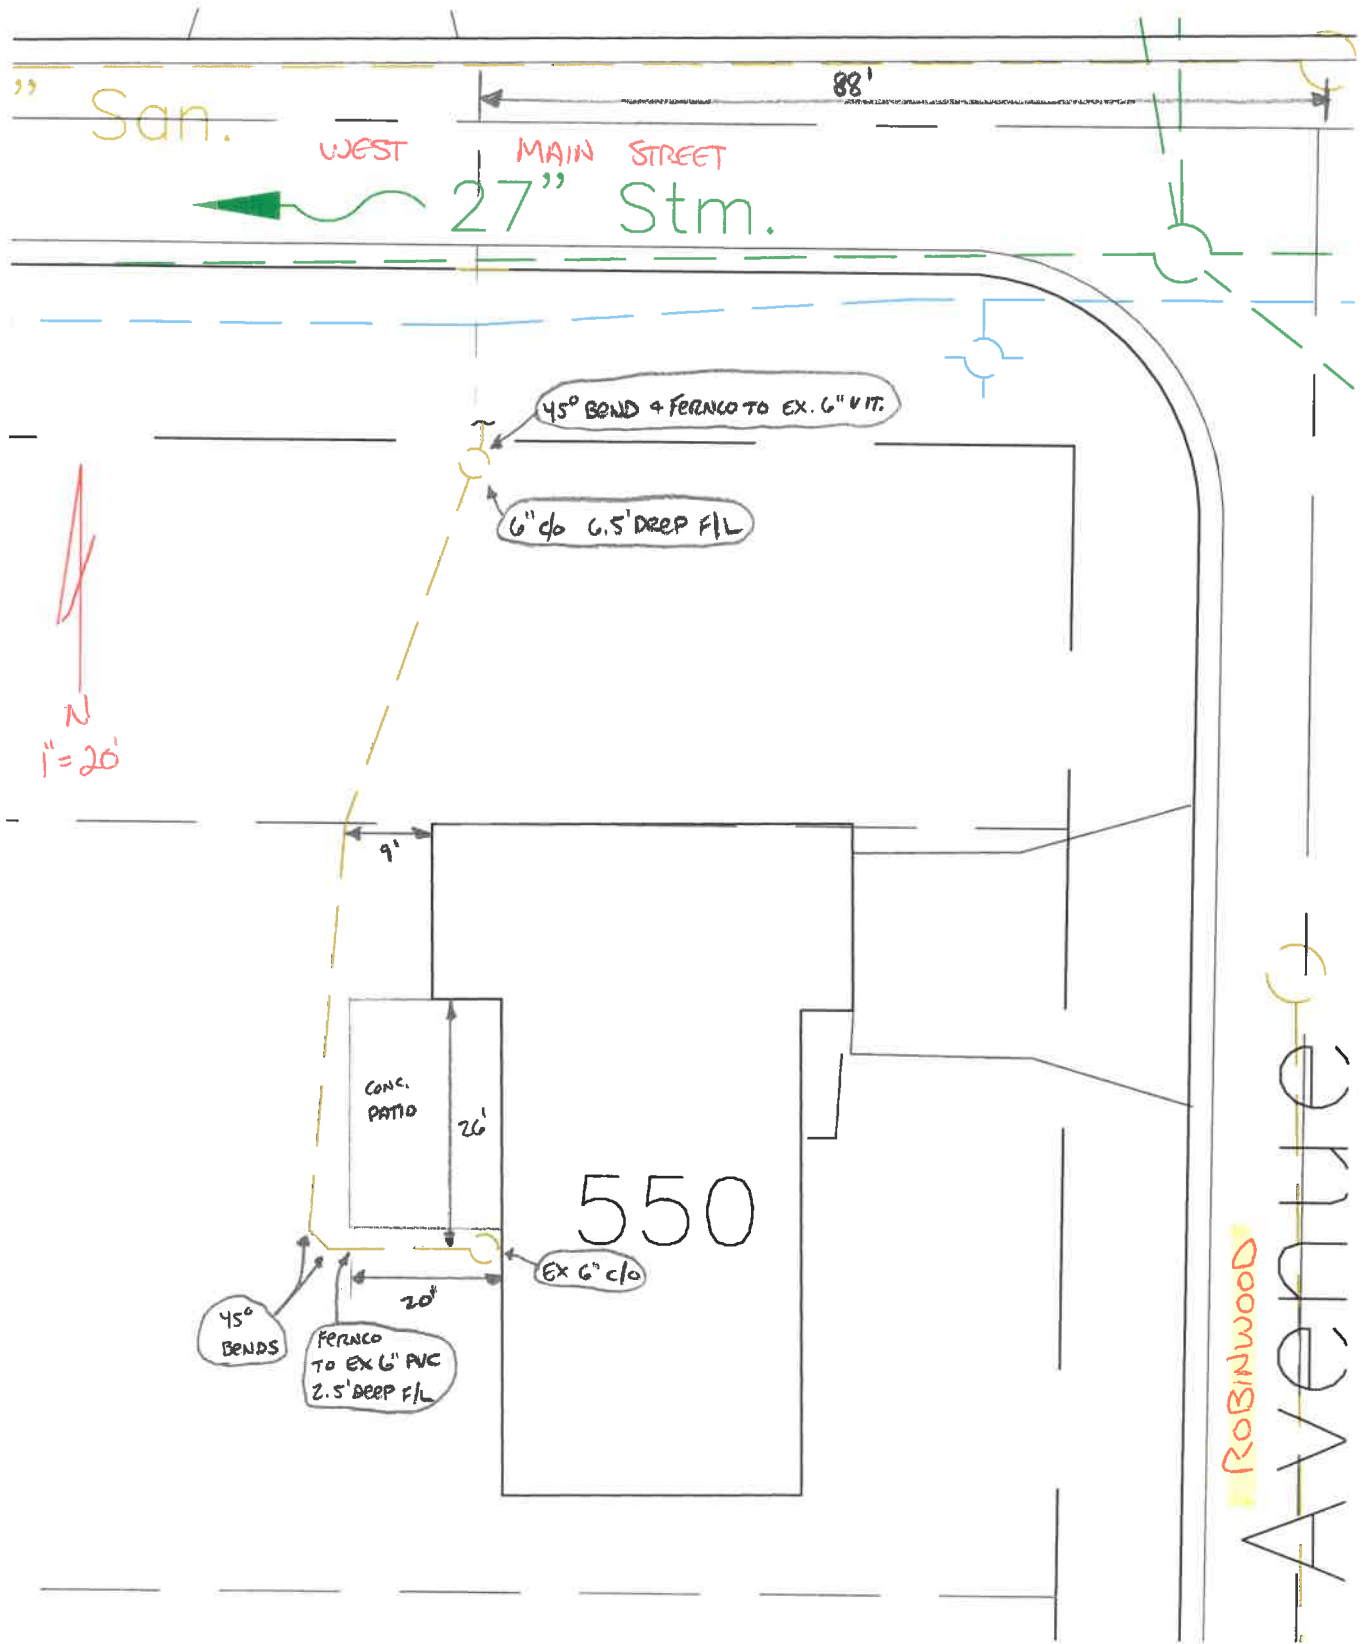 88'
" San.
WEST MAIN STREET
27" Stm.
45° BEND & FERNCO TO EX. 6" VIT.
6" c/o 6.5' DEEP F/L
N
1"=20'
9'
CONC.
PATIO
26'
550
EX 6" c/o
20'
45°
BENDS
FERNCO
TO EX 6" PVC
2.5' DEEP F/L
ROBINWOOD
Avenue